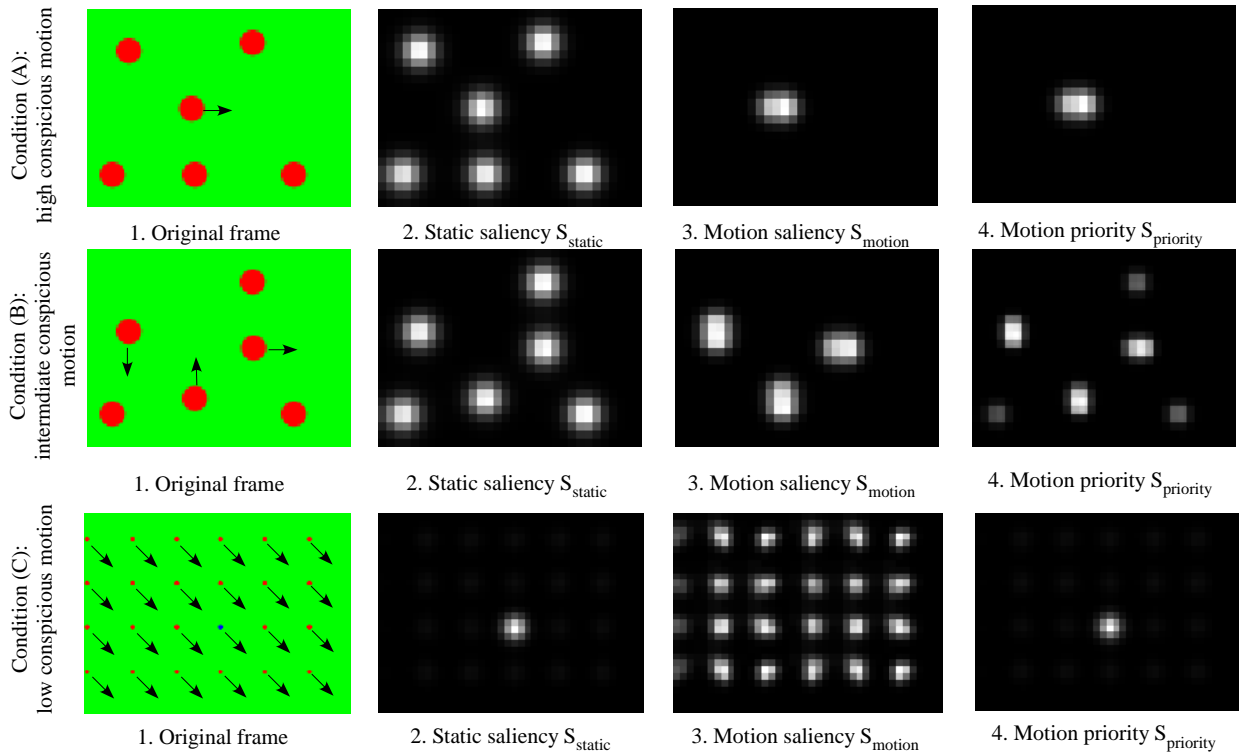 Condition (A):
high conspicious motion
1. Original frame
2. Static saliency S_static
3. Motion saliency S_motion
4. Motion priority S_priority
Condition (B):
intermdiate conspicious
motion
1. Original frame
2. Static saliency S_static
3. Motion saliency S_motion
4. Motion priority S_priority
Condition (C):
low conspicious motion
1. Original frame
2. Static saliency S_static
3. Motion saliency S_motion
4. Motion priority S_priority